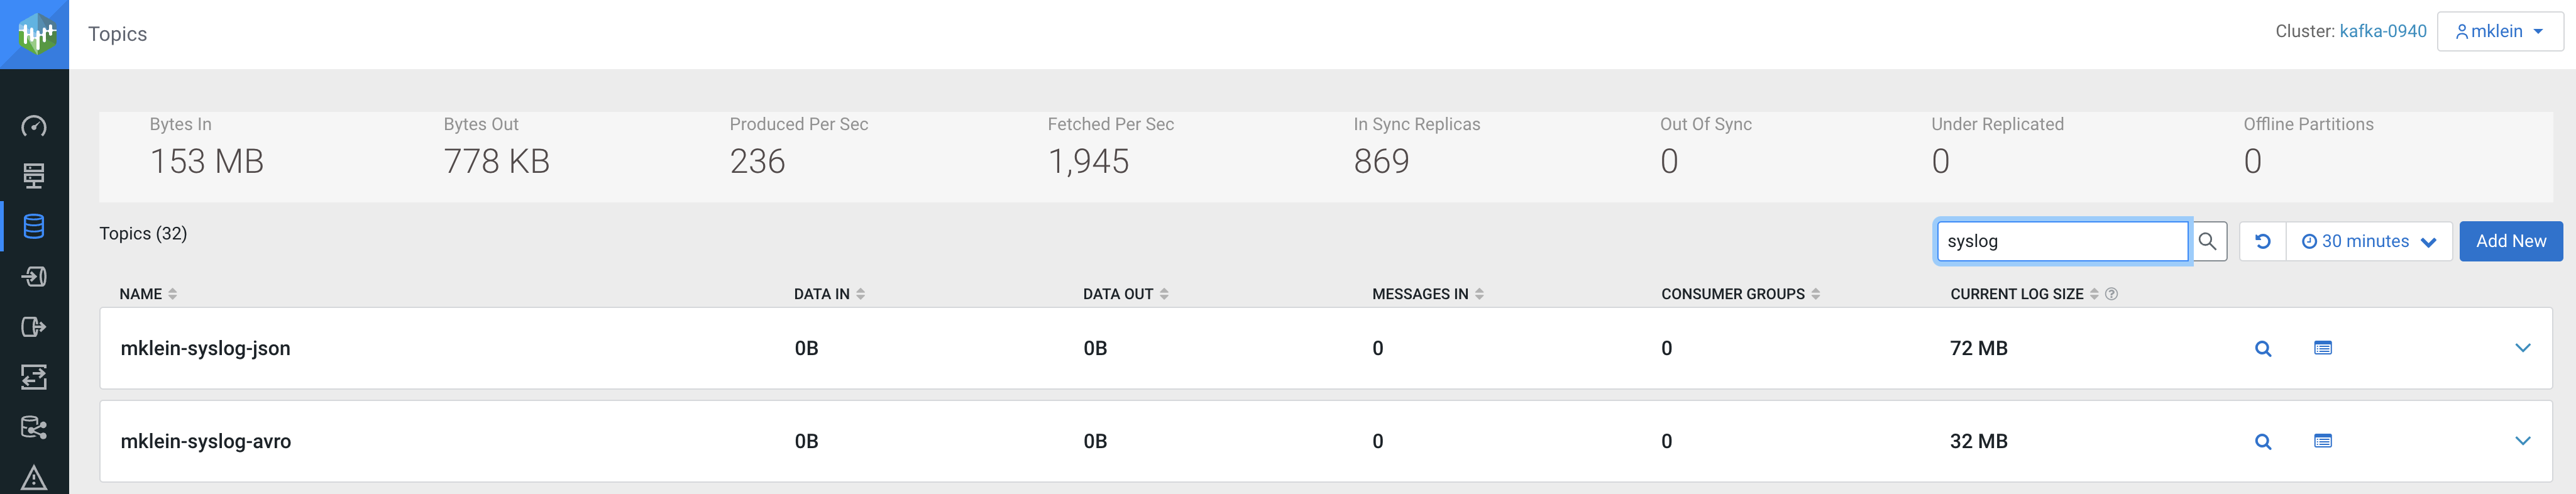 Topics
Cluster: kafka-0940 mklein
Bytes In Bytes Out Produced Per Sec Fetched Per Sec In Sync Replicas Out Of Sync Under Replicated Offline Partitions
153 MB 778 KB 236 1,945 869 0 0 0
Topics (32) syslog 30 minutes Add New
NAME DATA IN DATA OUT MESSAGES IN CONSUMER GROUPS CURRENT LOG SIZE ?
mklein-syslog-json 0B 0B 0 0 72 MB
mklein-syslog-avro 0B 0B 0 0 32 MB